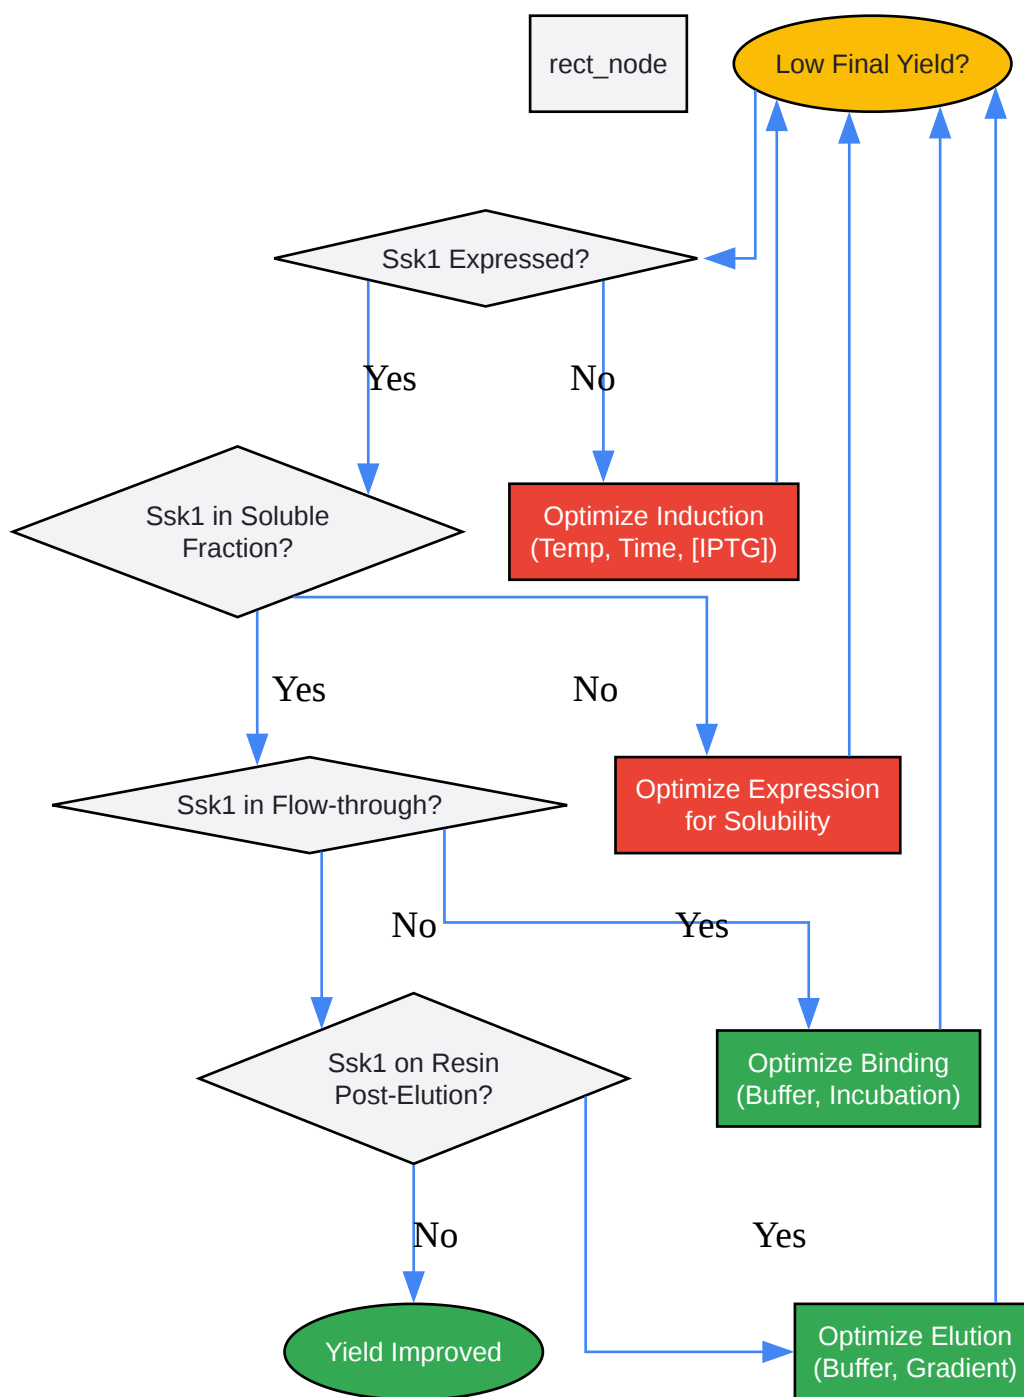 rect_node
Low Final Yield?
Ssk1 Expressed?
Yes
No
Ssk1 in Soluble
Fraction?
Optimize Induction
(Temp, Time, [IPTG])
Yes
No
Optimize Expression
for Solubility
Ssk1 in Flow-through?
No
Yes
Ssk1 on Resin
Post-Elution?
Optimize Binding
(Buffer, Incubation)
No
Yes
Yield Improved
Optimize Elution
(Buffer, Gradient)